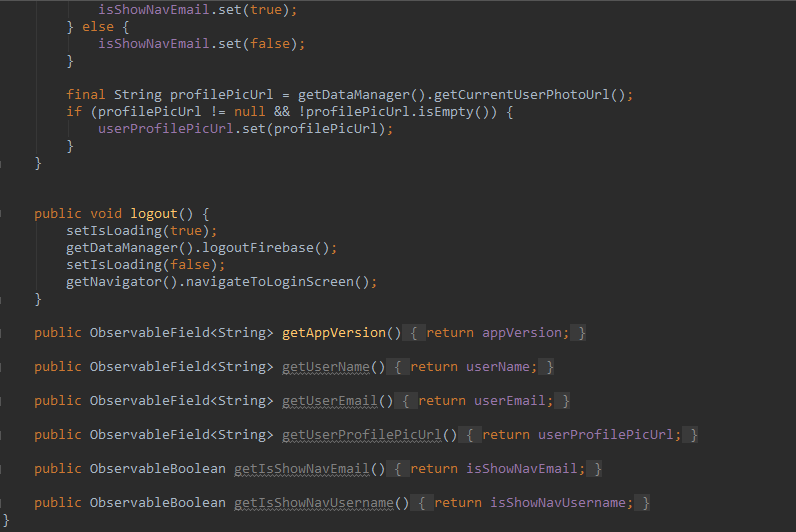 isShowNavEmail.set(true);
} else {
isShowNavEmail.set(false);
}
final String profilePicUrl = getDataManager().getCurrentUserPhotoUrl();
if (profilePicUrl != null && !profilePicUrl.isEmpty()) {
userProfilePicUrl.set(profilePicUrl);
}
}
public void logout() {
setIsLoading(true);
getDataManager().logoutFirebase();
setIsLoading(false);
getNavigator().navigateToLoginScreen();
}
public ObservableField<String> getAppVersion() { return appVersion; }
public ObservableField<String> getUserName() { return userName; }
public ObservableField<String> getUserEmail() { return userEmail; }
public ObservableField<String> getUserProfilePicUrl() { return userProfilePicUrl; }
public ObservableBoolean getIsShowNavEmail() { return isShowNavEmail; }
public ObservableBoolean getIsShowNavUsername() { return isShowNavUsername; }
}